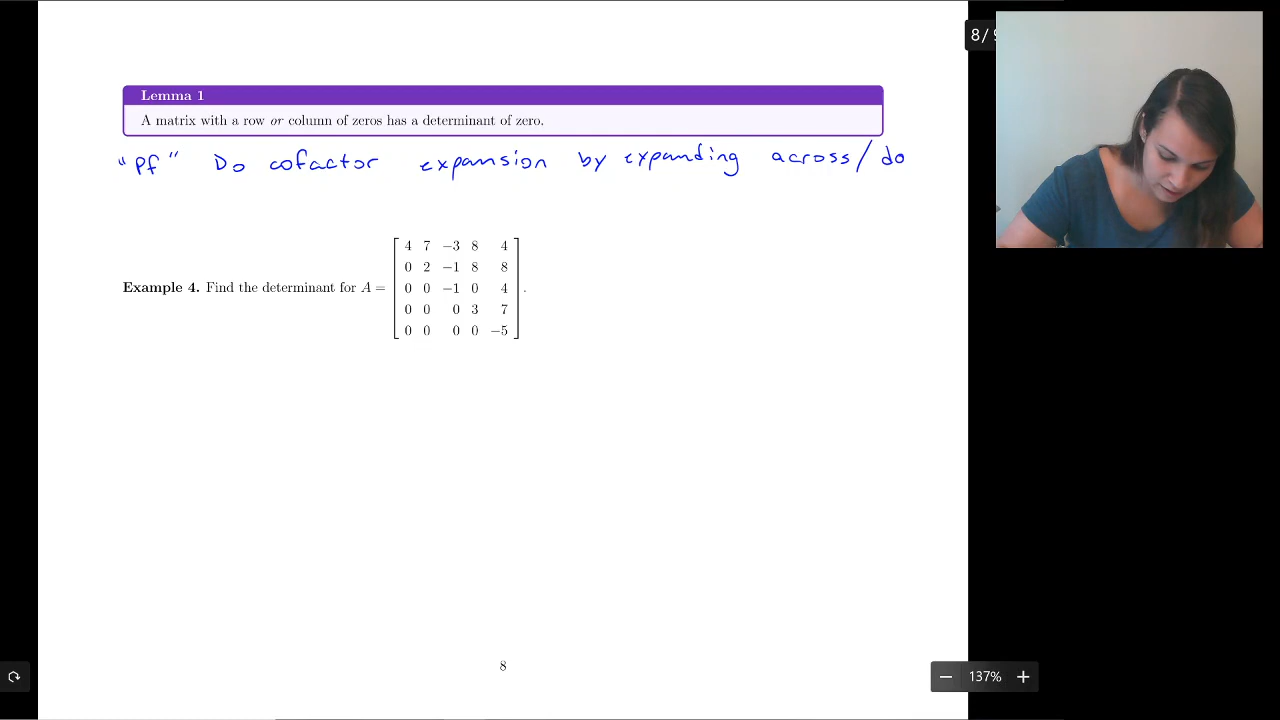 8 / 9
Lemma 1
A matrix with a row or column of zeros has a determinant of zero.
"Pf" Do cofactor expansion by expanding across/do
4 7 −3 8 4
0 2 −1 8 8
Example 4. Find the determinant for A = 0 0 −1 0 4 .
0 0 0 3 7
0 0 0 0 −5
8
− 137% +